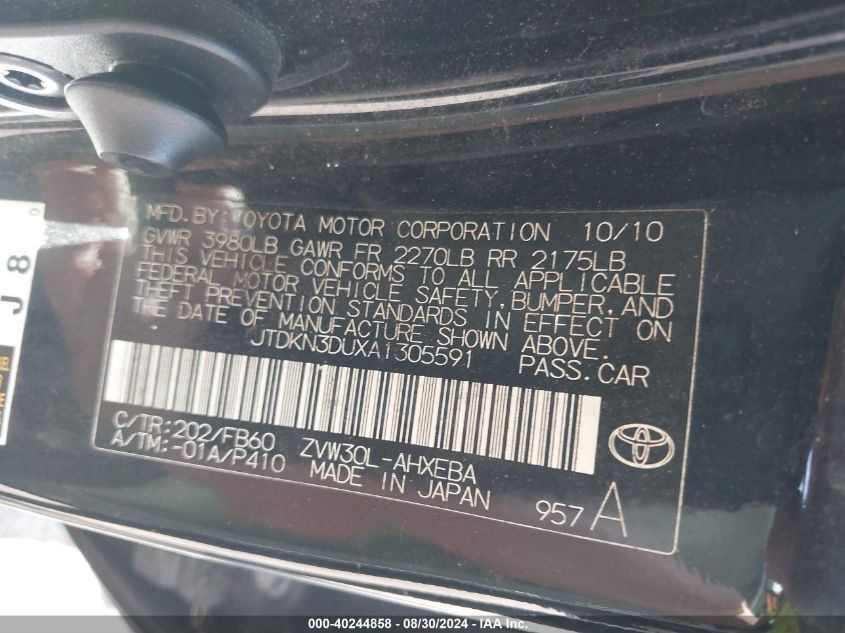 MFD. BY: TOYOTA MOTOR CORPORATION 10/10
GVWR 3980LB GAWR FR 2270LB RR 2175LB
THIS VEHICLE CONFORMS TO ALL APPLICABLE
FEDERAL MOTOR VEHICLE SAFETY, BUMPER, AND
THEFT PREVENTION STANDARDS IN EFFECT ON
THE DATE OF MANUFACTURE SHOWN ABOVE.
JTDKN3DUXA1305591 PASS. CAR
C/TR: 202/FB60 ZVW30L-AHXEBA
A/TM: -01A/P410 MADE IN JAPAN
957 A
J 8
000-40244858 - 08/30/2024 - IAA Inc.